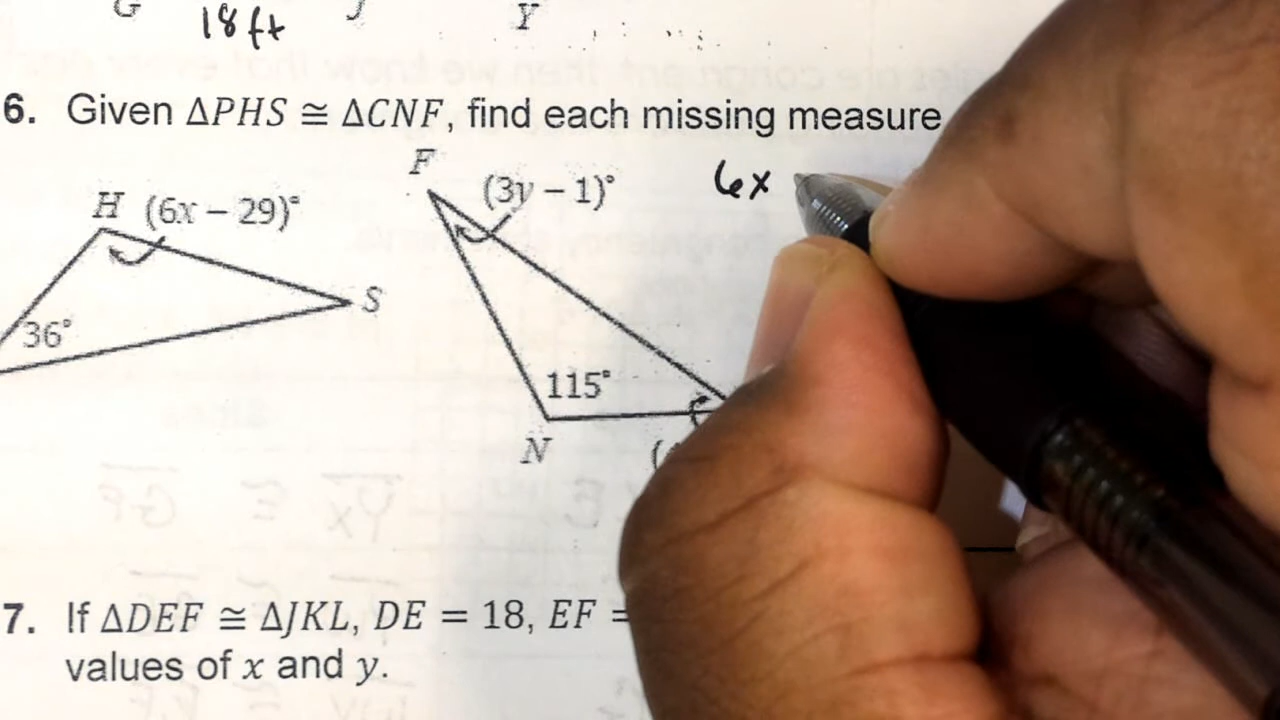 18ft
Y
6. Given ΔPHS ≅ ΔCNF, find each missing measure
F
(3y – 1)°
6x
H (6x – 29)°
S
36°
115°
N
(
7. If ΔDEF ≅ ΔJKL, DE = 18, EF =
values of x and y.